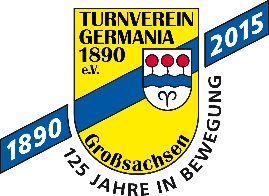 TURNVEREIN
GERMANIA
1890
e.V.
2015
1890
Großsachsen
125 JAHRE IN BEWEGUNG